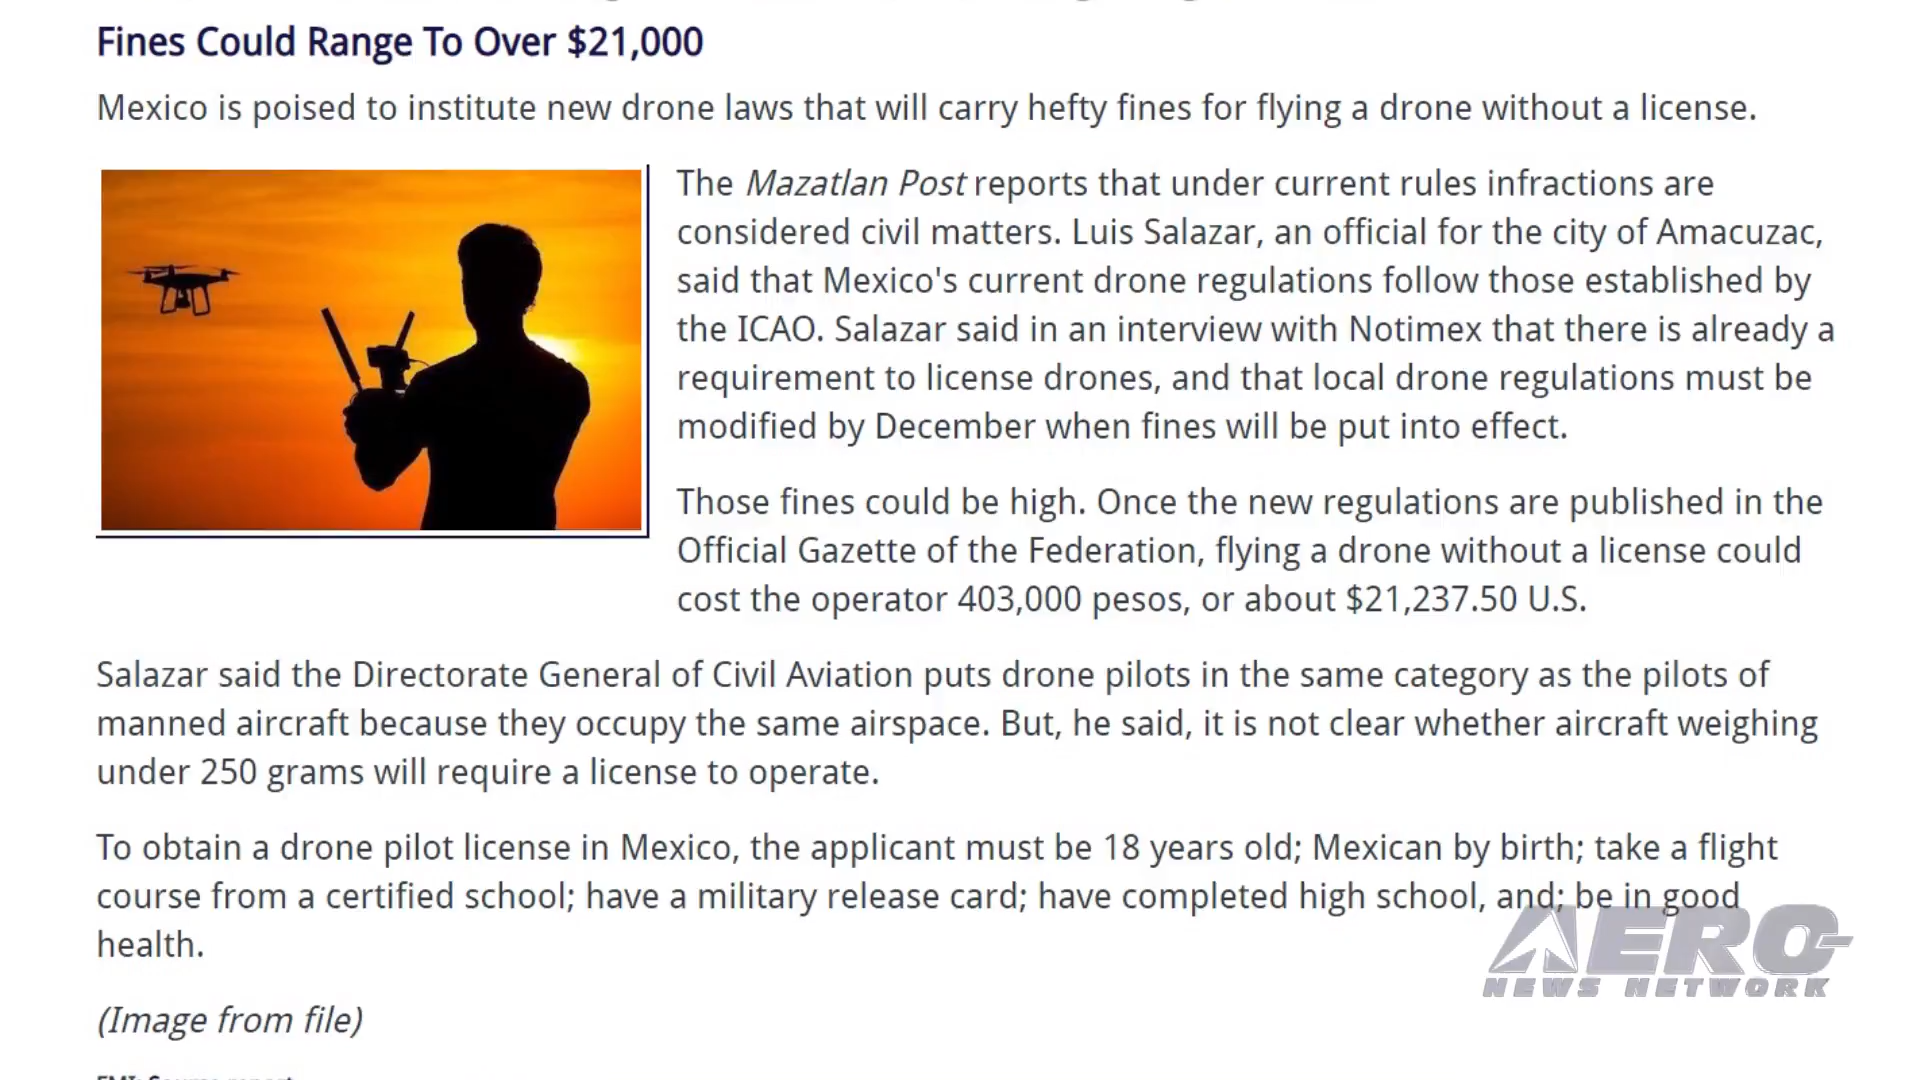 Fines Could Range To Over $21,000
Mexico is poised to institute new drone laws that will carry hefty fines for flying a drone without a license.
The Mazatlan Post reports that under current rules infractions are
considered civil matters. Luis Salazar, an official for the city of Amacuzac,
said that Mexico's current drone regulations follow those established by
the ICAO. Salazar said in an interview with Notimex that there is already a
requirement to license drones, and that local drone regulations must be
modified by December when fines will be put into effect.
Those fines could be high. Once the new regulations are published in the
Official Gazette of the Federation, flying a drone without a license could
cost the operator 403,000 pesos, or about $21,237.50 U.S.
Salazar said the Directorate General of Civil Aviation puts drone pilots in the same category as the pilots of
manned aircraft because they occupy the same airspace. But, he said, it is not clear whether aircraft weighing
under 250 grams will require a license to operate.
To obtain a drone pilot license in Mexico, the applicant must be 18 years old; Mexican by birth; take a flight
course from a certified school; have a military release card; have completed high school, and; be in good
health.
AERO-
NEWS NETWORK
(Image from file)